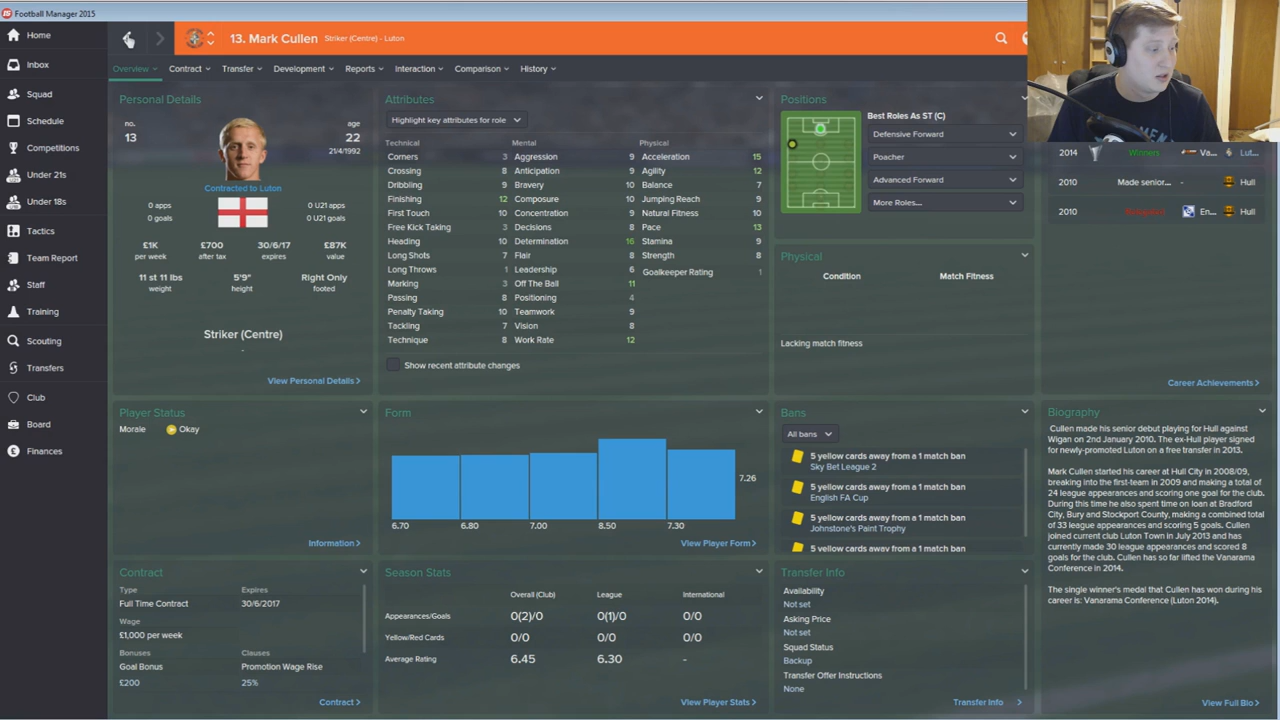 Football Manager 2015
Home
Inbox
Squad
Schedule
Competitions
Under 21s
Under 18s
Tactics
Team Report
Staff
Training
Scouting
Transfers
Club
Board
Finances
13. Mark Cullen Striker (Centre) - Luton
Overview Contract Transfer Development Reports Interaction Comparison History
Personal Details
no.
13
age
22
21/4/1992
Contracted to Luton
0 apps
0 goals
0 U21 apps
0 U21 goals
£1K
per week
£700
after tax
30/6/17
expires
£87K
value
11 st 11 lbs
weight
5'9"
height
Right Only
footed
Striker (Centre)
-
View Personal Details >
Attributes
Highlight key attributes for role
Technical Mental Physical
Corners 3 Aggression 9 Acceleration 15
Crossing 8 Anticipation 9 Agility 12
Dribbling 9 Bravery 10 Balance 7
Finishing 12 Composure 10 Jumping Reach 9
First Touch 10 Concentration 9 Natural Fitness 10
Free Kick Taking 3 Decisions 8 Pace 13
Heading 10 Determination 16 Stamina 9
Long Shots 7 Flair 8 Strength 8
Long Throws 1 Leadership 6 Goalkeeper Rating 1
Marking 3 Off The Ball 11
Passing 8 Positioning 4
Penalty Taking 10 Teamwork 9
Tackling 7 Vision 8
Technique 8 Work Rate 12
Show recent attribute changes
Positions
Best Roles As ST (C)
Defensive Forward
Poacher
Advanced Forward
More Roles...
Physical
Condition Match Fitness
Lacking match fitness
2014 Winners Va... Lut...
2010 Made senior... - Hull
2010 En... Hull
Career Achievements >
Player Status
Morale Okay
Information >
Form
6.70 6.80 7.00 8.50 7.30
7.26
View Player Form >
Bans
All bans
5 yellow cards away from a 1 match ban
Sky Bet League 2
5 yellow cards away from a 1 match ban
English FA Cup
5 yellow cards away from a 1 match ban
Johnstone's Paint Trophy
5 yellow cards away from a 1 match ban
Biography
Cullen made his senior debut playing for Hull against
Wigan on 2nd January 2010. The ex-Hull player signed
for newly-promoted Luton on a free transfer in 2013.
Mark Cullen started his career at Hull City in 2008/09,
breaking into the first-team in 2009 and making a total of
24 league appearances and scoring one goal for the club.
During this time he also spent time on loan at Bradford
City, Bury and Stockport County, making a combined total
of 33 league appearances and scoring 5 goals. Cullen
joined current club Luton Town in July 2013 and has
currently made 30 league appearances and scored 8
goals for the club. Cullen has so far lifted the Vanarama
Conference in 2014.
The single winner's medal that Cullen has won during his
career is: Vanarama Conference (Luton 2014).
View Full Bio >
Contract
Type Expires
Full Time Contract 30/6/2017
Wage
£1,000 per week
Bonuses Clauses
Goal Bonus Promotion Wage Rise
£200 25%
Contract >
Season Stats
Overall (Club) League International
Appearances/Goals 0(2)/0 0(1)/0 0/0
Yellow/Red Cards 0/0 0/0 0/0
Average Rating 6.45 6.30 -
View Player Stats >
Transfer Info
Availability
Not set
Asking Price
Not set
Squad Status
Backup
Transfer Offer Instructions
None
Transfer Info >